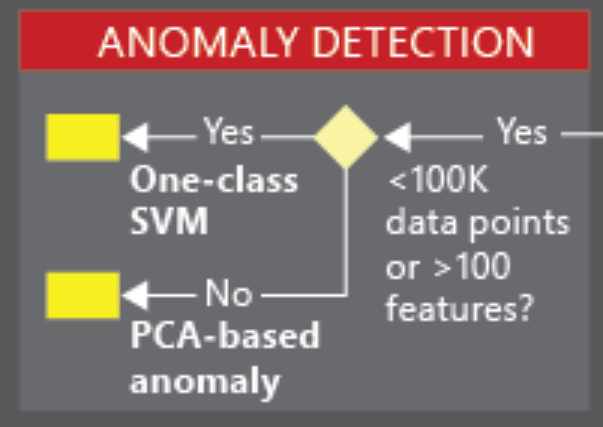 ANOMALY DETECTION
Yes
Yes
One-class
SVM
<100K
data points
or >100
features?
No
PCA-based
anomaly